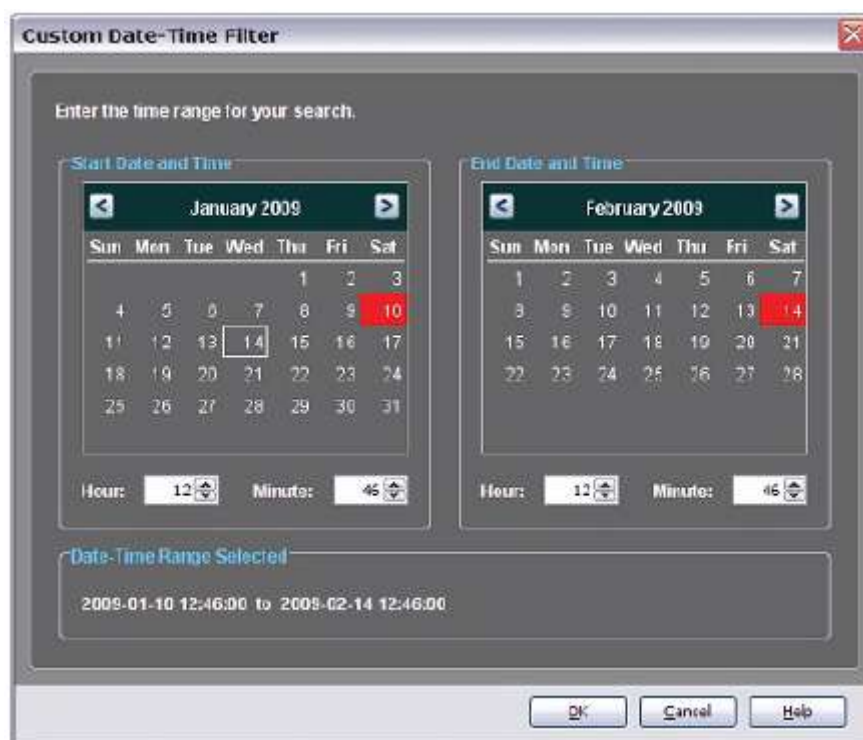 Custom Date-Time Filter
Enter the time range for your search.
Start Date and Time
January 2009
Sun Mon Tue Wed Thu Fri Sat
1 2 3
4 5 6 7 8 9 10
11 12 13 14 15 16 17
18 19 20 21 22 23 24
25 26 27 28 29 30 31
Hour: 12 Minute: 46
End Date and Time
February 2009
Sun Mon Tue Wed Thu Fri Sat
1 2 3 4 5 6 7
8 9 10 11 12 13 14
15 16 17 18 19 20 21
22 23 24 25 26 27 28
Hour: 12 Minute: 46
Date-Time Range Selected
2009-01-10 12:46:00 to 2009-02-14 12:46:00
OK Cancel Help